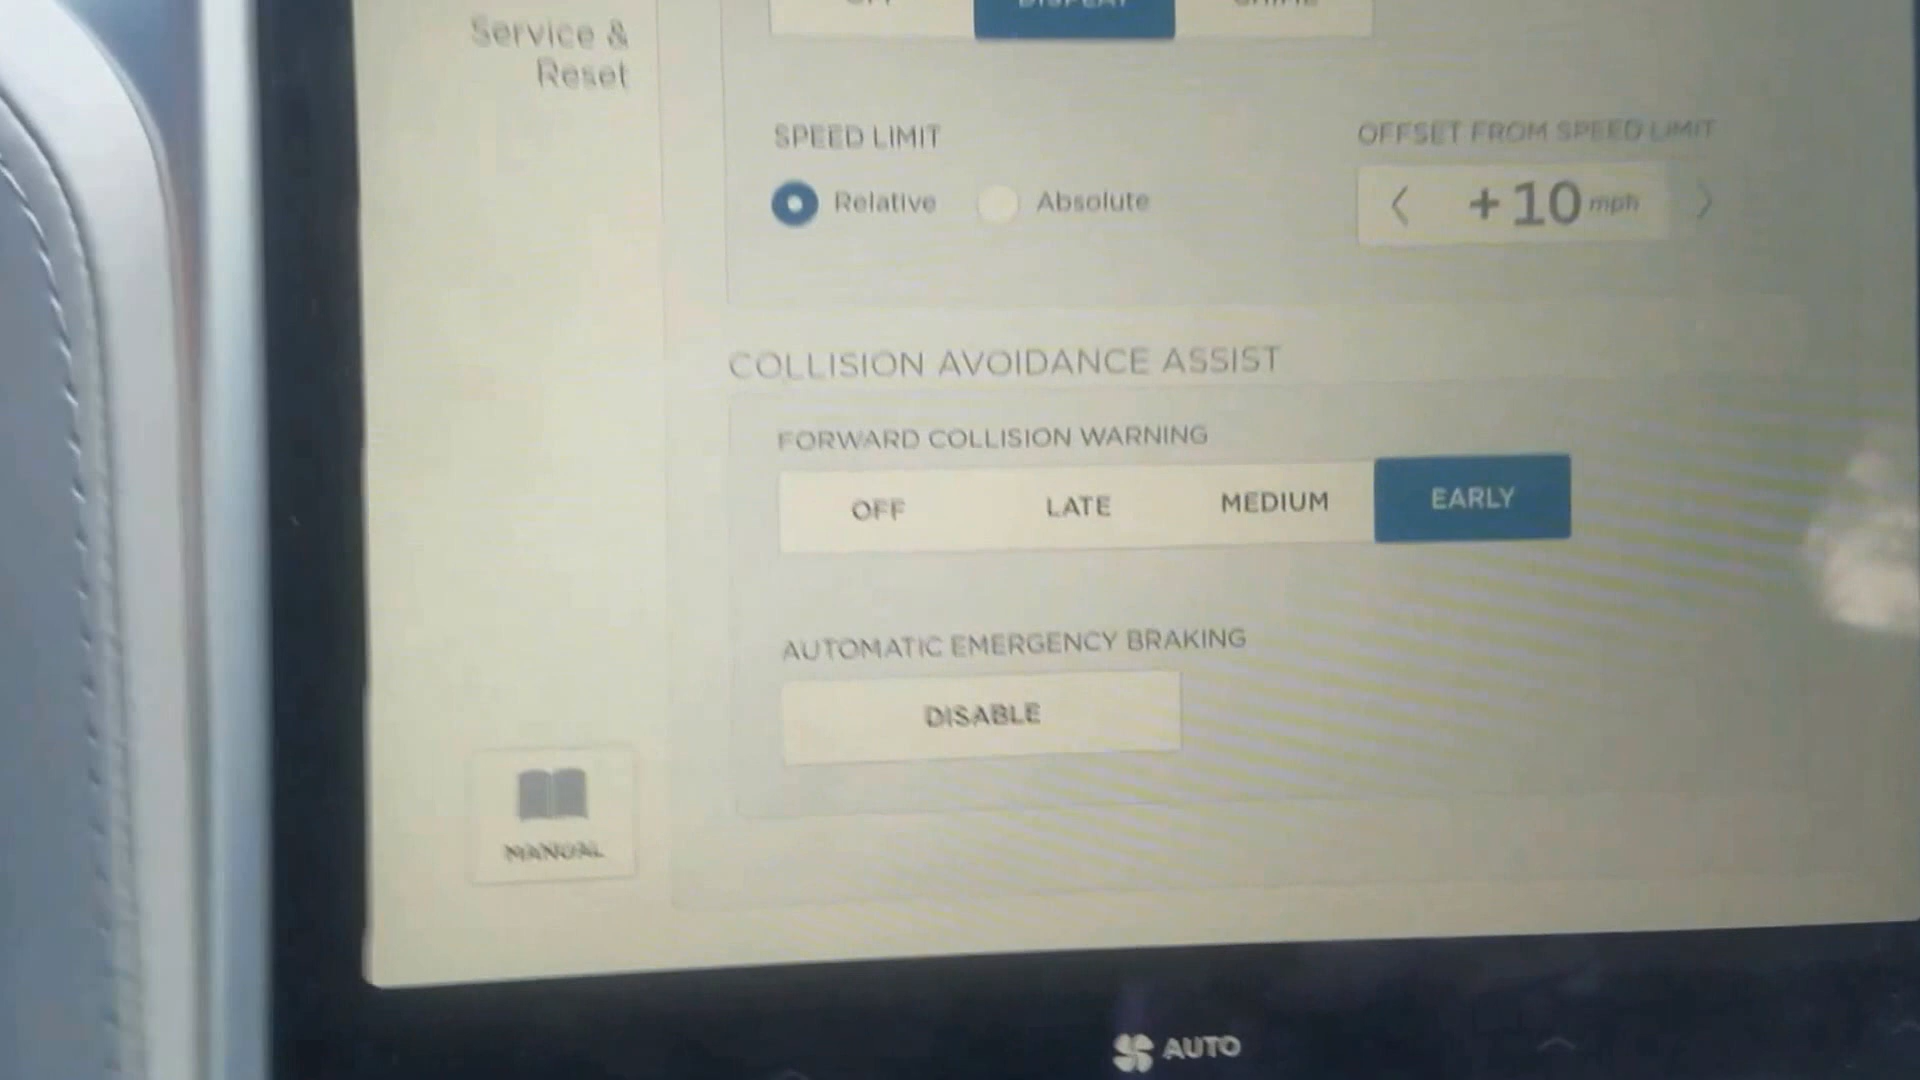 Service &
Reset
DISPLAY
SPEED LIMIT
OFFSET FROM SPEED LIMIT
Relative
Absolute
+10 mph
COLLISION AVOIDANCE ASSIST
FORWARD COLLISION WARNING
OFF
LATE
MEDIUM
EARLY
AUTOMATIC EMERGENCY BRAKING
DISABLE
MANUAL
AUTO